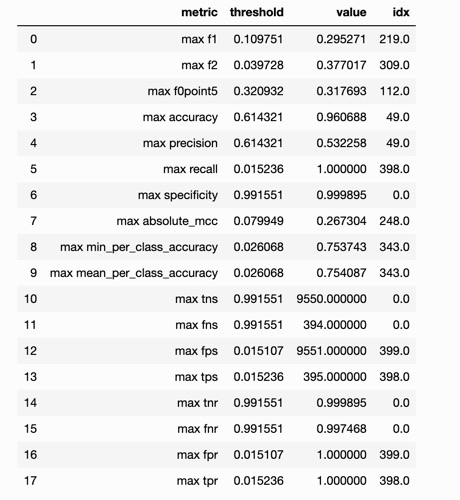 metric threshold value idx
0 max f1 0.109751 0.295271 219.0
1 max f2 0.039728 0.377017 309.0
2 max f0point5 0.320932 0.317693 112.0
3 max accuracy 0.614321 0.960688 49.0
4 max precision 0.614321 0.532258 49.0
5 max recall 0.015236 1.000000 398.0
6 max specificity 0.991551 0.999895 0.0
7 max absolute_mcc 0.079949 0.267304 248.0
8 max min_per_class_accuracy 0.026068 0.753743 343.0
9 max mean_per_class_accuracy 0.026068 0.754087 343.0
10 max tns 0.991551 9550.000000 0.0
11 max fns 0.991551 394.000000 0.0
12 max fps 0.015107 9551.000000 399.0
13 max tps 0.015236 395.000000 398.0
14 max tnr 0.991551 0.999895 0.0
15 max fnr 0.991551 0.997468 0.0
16 max fpr 0.015107 1.000000 399.0
17 max tpr 0.015236 1.000000 398.0